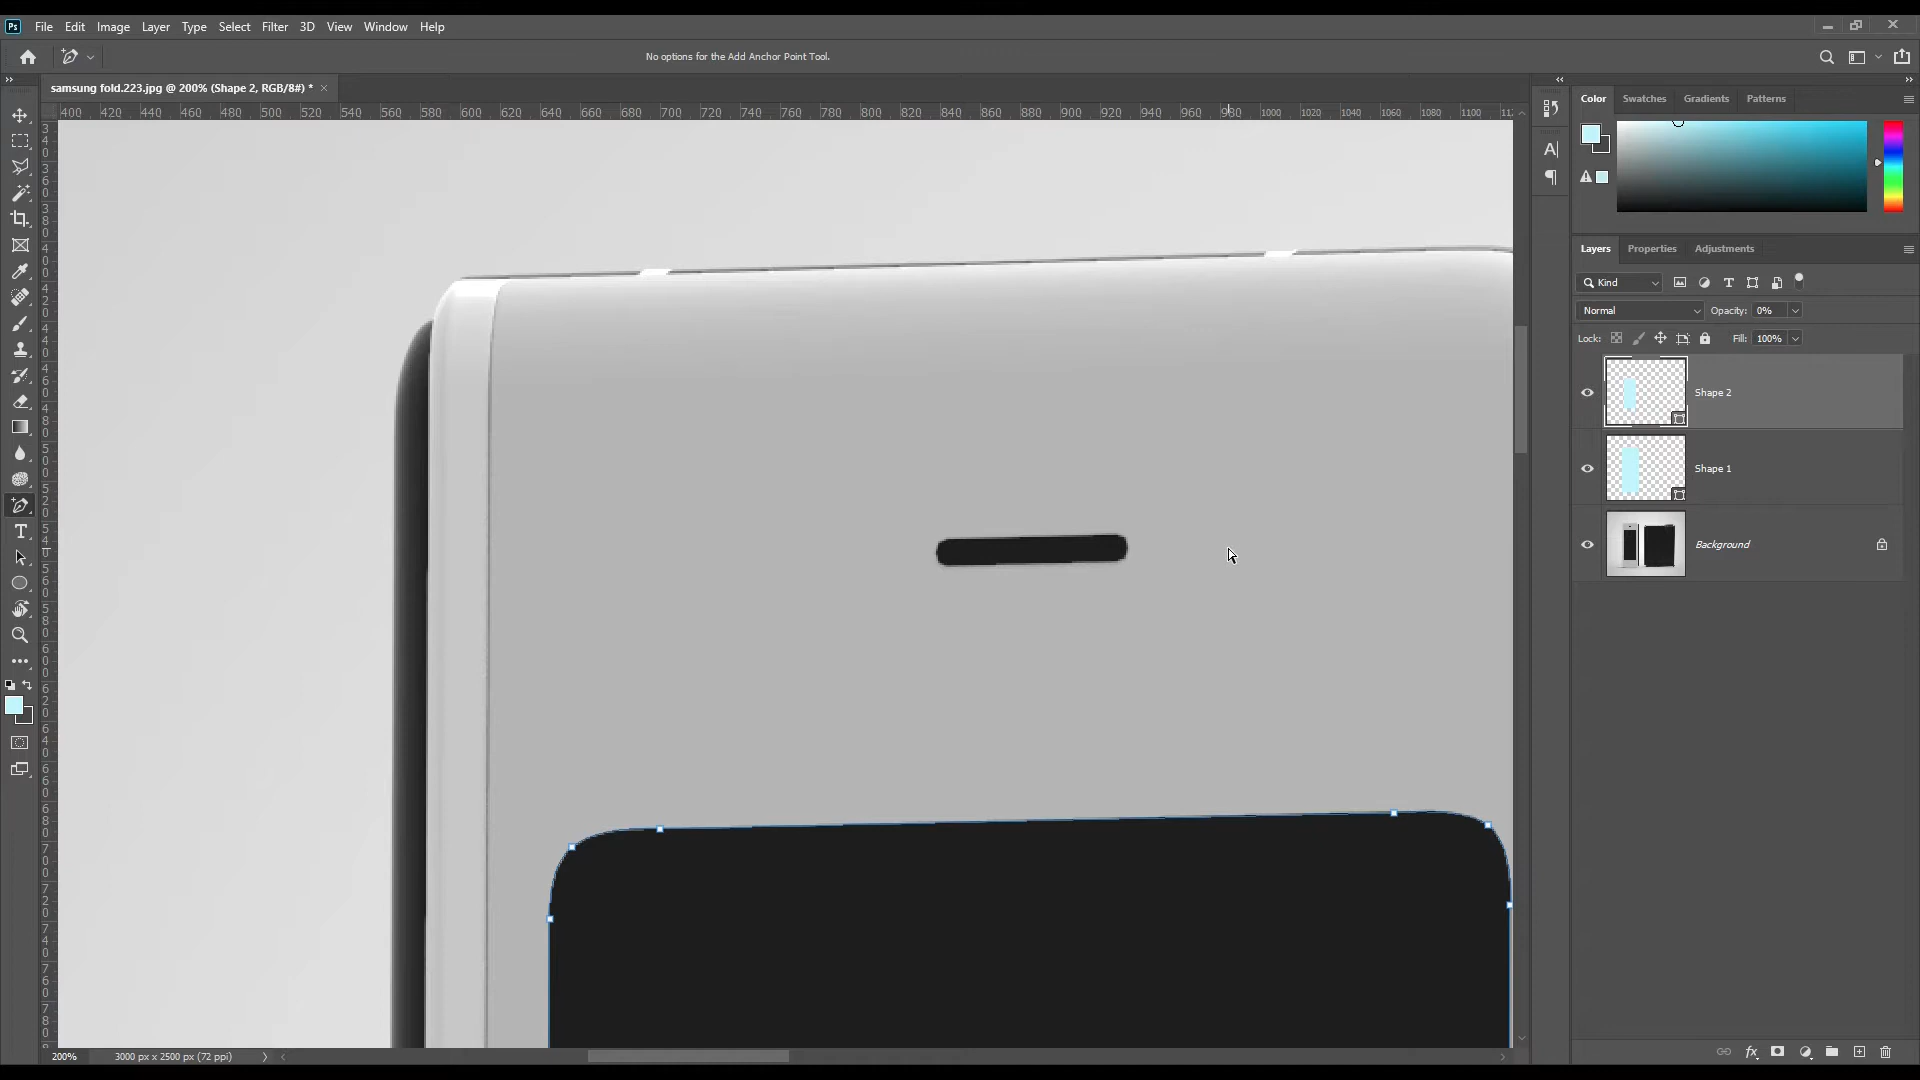 Ps File Edit Image Layer Type Select Filter 3D View Window Help
No options for the Add Anchor Point Tool.
samsung fold.223.jpg @ 200% (Shape 2, RGB/8#) *
400 420 440 460 480 500 520 540 560 580 600 620 640 660 680 700 720 740 760 780 800 820 840 860 880 900 920 940 960 980 1000 1020 1040 1060 1080 1100
Color Swatches Gradients Patterns
Layers Properties Adjustments
Kind
Normal Opacity: 0%
Lock: Fill: 100%
Shape 2
Shape 1
Background
200% 3000 px x 2500 px (72 ppi)